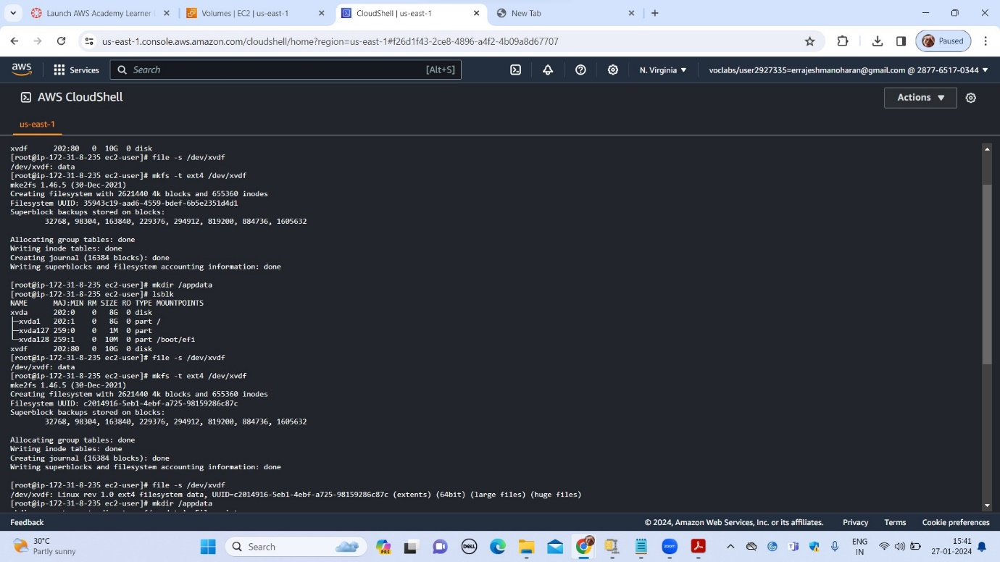 Launch AWS Academy Learner
Volumes | EC2 | us-east-1
CloudShell | us-east-1
New Tab
us-east-1.console.aws.amazon.com/cloudshell/home?region=us-east-1#f26d1f43-2ce8-4896-a4f2-4b09a8d67707
Paused
aws
Services
Search
[Alt+S]
N. Virginia
voclabs/user2927335=errajeshmanoharan@gmail.com @ 2877-6517-0344
AWS CloudShell
Actions
us-east-1
xvdf 202:80 0 10G 0 disk
[root@ip-172-31-8-235 ec2-user]# file -s /dev/xvdf
/dev/xvdf: data
[root@ip-172-31-8-235 ec2-user]# mkfs -t ext4 /dev/xvdf
mke2fs 1.46.5 (30-Dec-2021)
Creating filesystem with 2621440 4k blocks and 655360 inodes
Filesystem UUID: 35943c19-aad6-4559-bdef-6b5e2351d4d1
Superblock backups stored on blocks:
32768, 98304, 163840, 229376, 294912, 819200, 884736, 1605632
Allocating group tables: done
Writing inode tables: done
Creating journal (16384 blocks): done
Writing superblocks and filesystem accounting information: done
[root@ip-172-31-8-235 ec2-user]# mkdir /appdata
[root@ip-172-31-8-235 ec2-user]# lsblk
NAME MAJ:MIN RM SIZE RO TYPE MOUNTPOINTS
xvda 202:0 0 8G 0 disk
├─xvda1 202:1 0 8G 0 part /
├─xvda127 259:0 0 1M 0 part
└─xvda128 259:1 0 10M 0 part /boot/efi
xvdf 202:80 0 10G 0 disk
[root@ip-172-31-8-235 ec2-user]# file -s /dev/xvdf
/dev/xvdf: data
[root@ip-172-31-8-235 ec2-user]# mkfs -t ext4 /dev/xvdf
mke2fs 1.46.5 (30-Dec-2021)
Creating filesystem with 2621440 4k blocks and 655360 inodes
Filesystem UUID: c2014916-5eb1-4ebf-a725-98159286c87c
Superblock backups stored on blocks:
32768, 98304, 163840, 229376, 294912, 819200, 884736, 1605632
Allocating group tables: done
Writing inode tables: done
Creating journal (16384 blocks): done
Writing superblocks and filesystem accounting information: done
[root@ip-172-31-8-235 ec2-user]# file -s /dev/xvdf
/dev/xvdf: Linux rev 1.0 ext4 filesystem data, UUID=c2014916-5eb1-4ebf-a725-98159286c87c (extents) (64bit) (large files) (huge files)
[root@ip-172-31-8-235 ec2-user]# mkdir /appdata
Feedback
© 2024, Amazon Web Services, Inc. or its affiliates.
Privacy
Terms
Cookie preferences
30°C
Partly sunny
Search
PRE
DELL
zoom
ENG
IN
15:41
27-01-2024